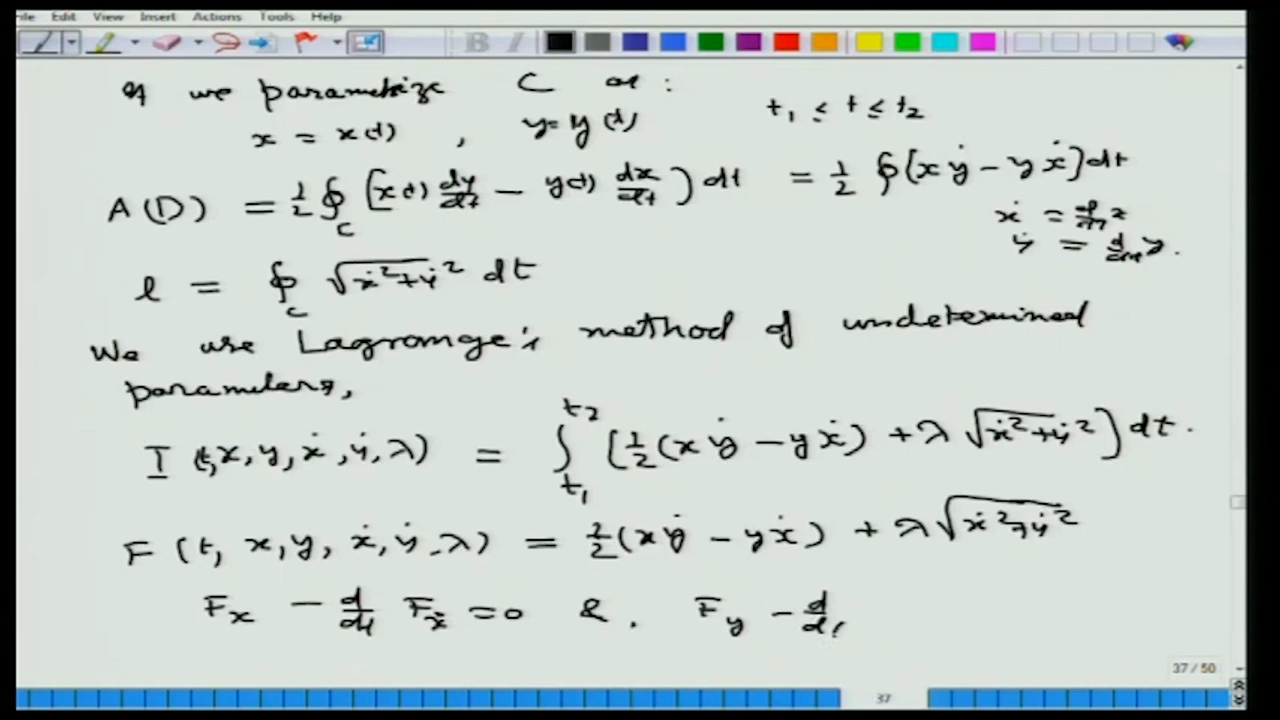 File Edit View Insert Actions Tools Help
If we parametrize C as :
x = x(t) , y = y(t) t₁ ≤ t ≤ t₂
A(D) = ½ ∮_C [x(t) dy/dt − y(t) dx/dt] dt = ½ ∮ [xẏ − yẋ] dt
ẋ = d/dt x
ẏ = d/dt y.
l = ∮_C √(ẋ² + ẏ²) dt
We use Lagrange's method of undetermined
parameters,
I (t, x, y, ẋ, ẏ, λ) = ∫_{t₁}^{t₂} [½(xẏ − yẋ) + λ √(ẋ² + ẏ²)] dt.
F (t, x, y, ẋ, ẏ, λ) = ½(xẏ − yẋ) + λ √(ẋ² + ẏ²)
F_x − d/dt F_ẋ = 0 & . F_y − d/dt
37 / 50
37